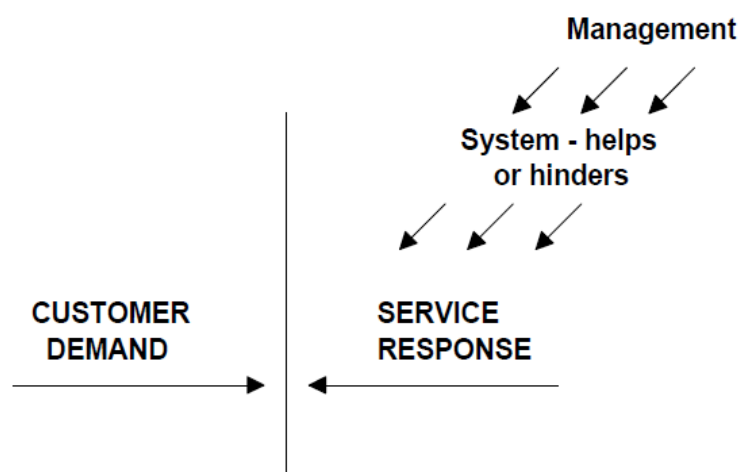 Management
System - helps
or hinders
CUSTOMER
DEMAND
SERVICE
RESPONSE